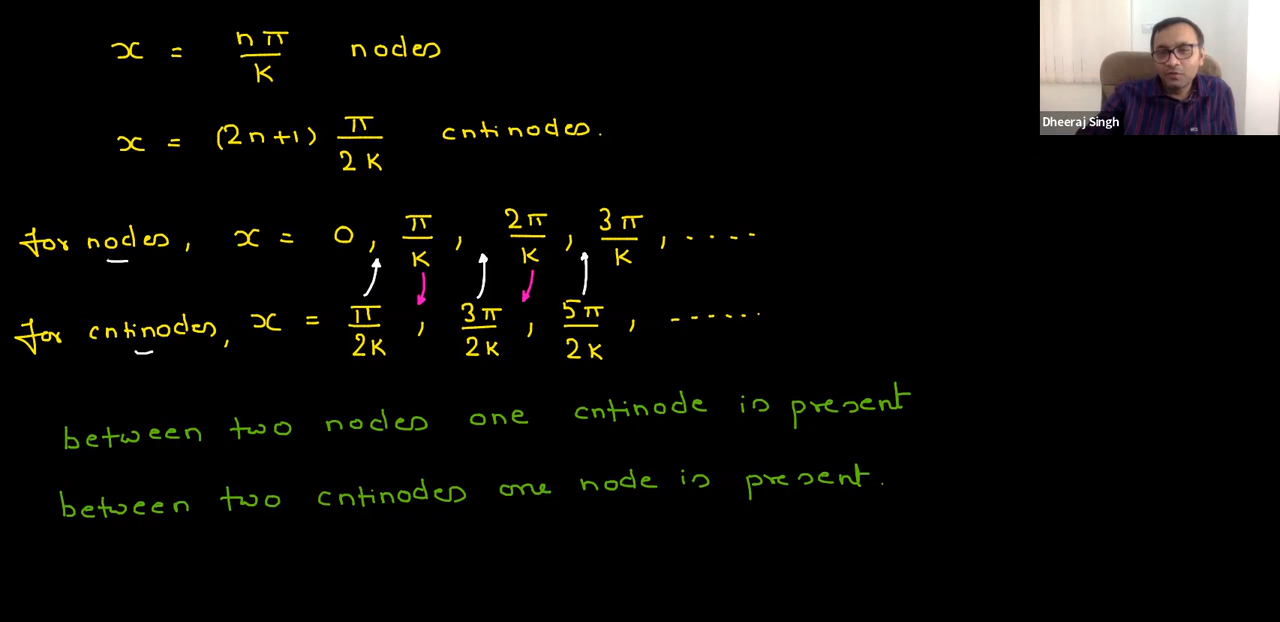 x = nπ/K nodes
Dheeraj Singh
x = (2n+1) π/2K antinodes.
for nodes, x = 0, π/K, 2π/K, 3π/K, ....
for antinodes, x = π/2K, 3π/2K, 5π/2K, ......
between two nodes one antinode is present
between two antinodes one node is present.